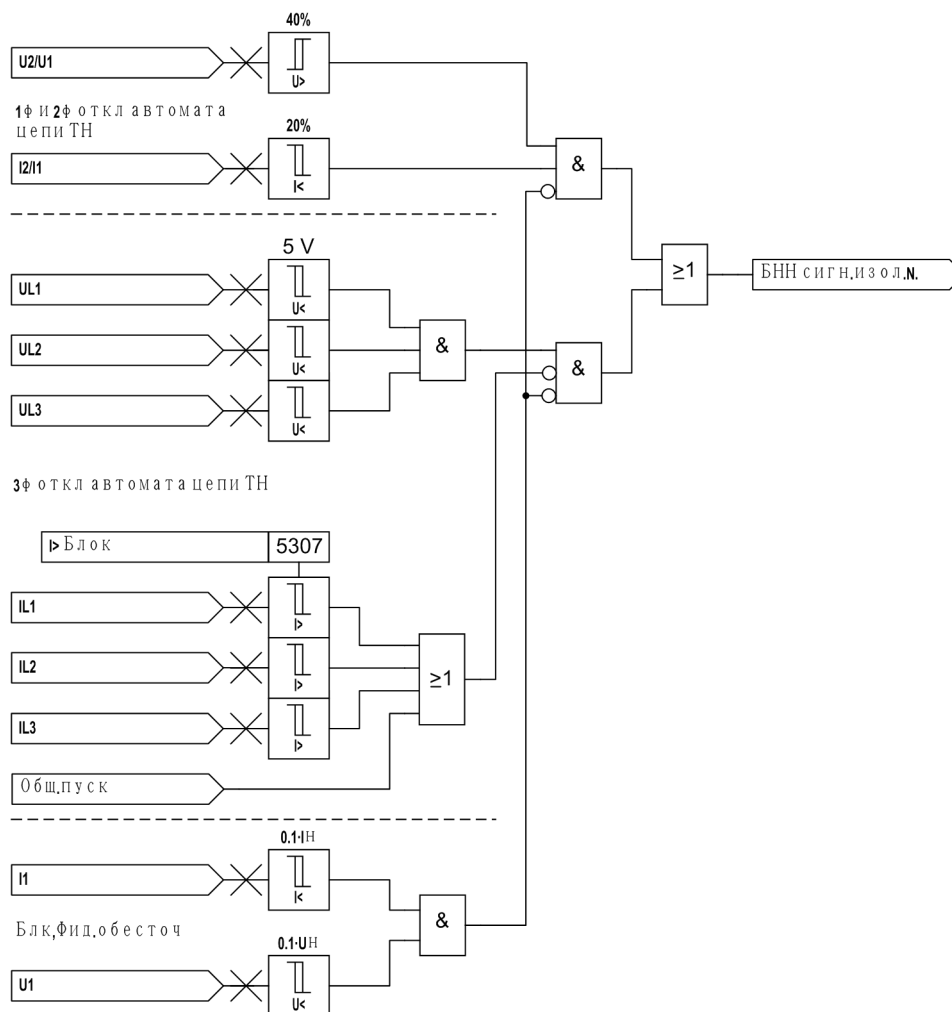 40%
U2/U1
U>
1ф и 2ф откл автомата
цепи ТН
20%
I2/I1
I<
&
≥1
БНН сигн.изол.N.
5 V
UL1
U<
UL2
U<
UL3
U<
&
&
3ф откл автомата цепи ТН
I> Блок
5307
IL1
I>
IL2
I>
IL3
I>
≥1
Общ.пуск
0.1·IН
I1
I<
Блк,Фид.обесточ
&
0.1·UН
U1
U<